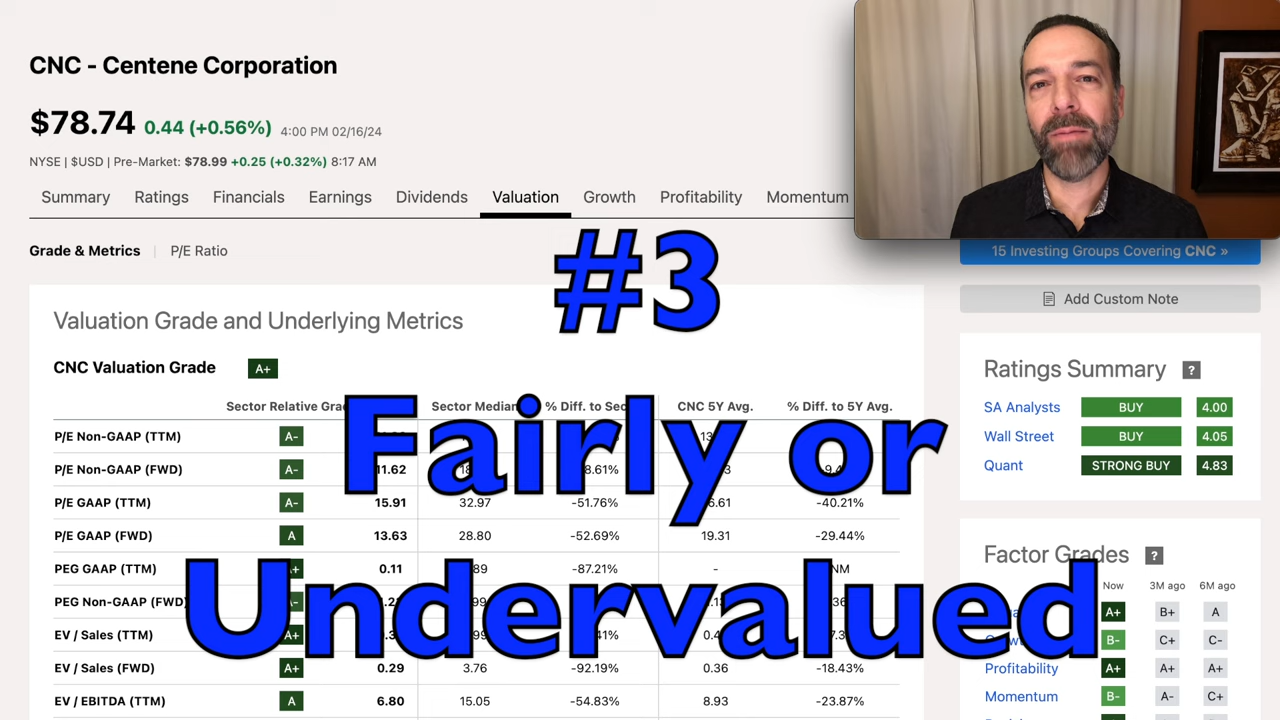 CNC - Centene Corporation
$78.74 0.44 (+0.56%) 4:00 PM 02/16/24
NYSE | $USD | Pre-Market: $78.99 +0.25 (+0.32%) 8:17 AM
Summary Ratings Financials Earnings Dividends Valuation Growth Profitability Momentum
Grade & Metrics | P/E Ratio
15 Investing Groups Covering CNC »
Add Custom Note
#3
Fairly or
Undervalued
Valuation Grade and Underlying Metrics
CNC Valuation Grade A+
Sector Relative Sector Median % Diff. to CNC 5Y Avg. % Diff. to 5Y Avg.
P/E Non-GAAP (TTM) A-
P/E Non-GAAP (FWD) A- 11.62
P/E GAAP (TTM) A- 15.91 32.97 -51.76% -40.21%
P/E GAAP (FWD) A 13.63 28.80 -52.69% 19.31 -29.44%
PEG GAAP (TTM) 0.11 -87.21% - NM
PEG Non-GAAP (FWD)
EV / Sales (TTM) A+
EV / Sales (FWD) A+ 0.29 3.76 -92.19% 0.36 -18.43%
EV / EBITDA (TTM) A 6.80 15.05 -54.83% 8.93 -23.87%
Ratings Summary ?
SA Analysts BUY 4.00
Wall Street BUY 4.05
Quant STRONG BUY 4.83
Factor Grades ?
Now 3M ago 6M ago
A+ B+ A
B- C+ C-
Profitability A+ A+ A+
Momentum B- A- C+